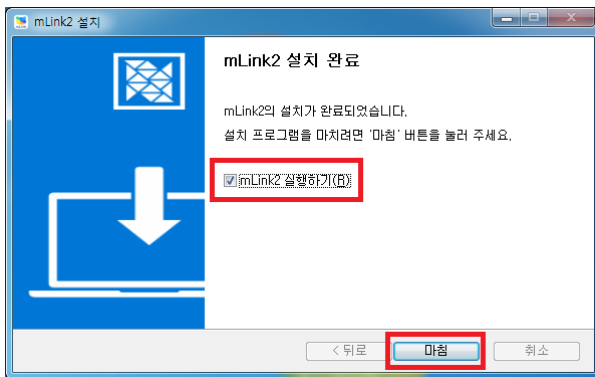 mLink2 설치
mLink2 설치 완료
mLink2의 설치가 완료되었습니다.
설치 프로그램을 마치려면 '마침' 버튼을 눌러 주세요.
mLink2 실행하기(R)
< 뒤로 마침 취소